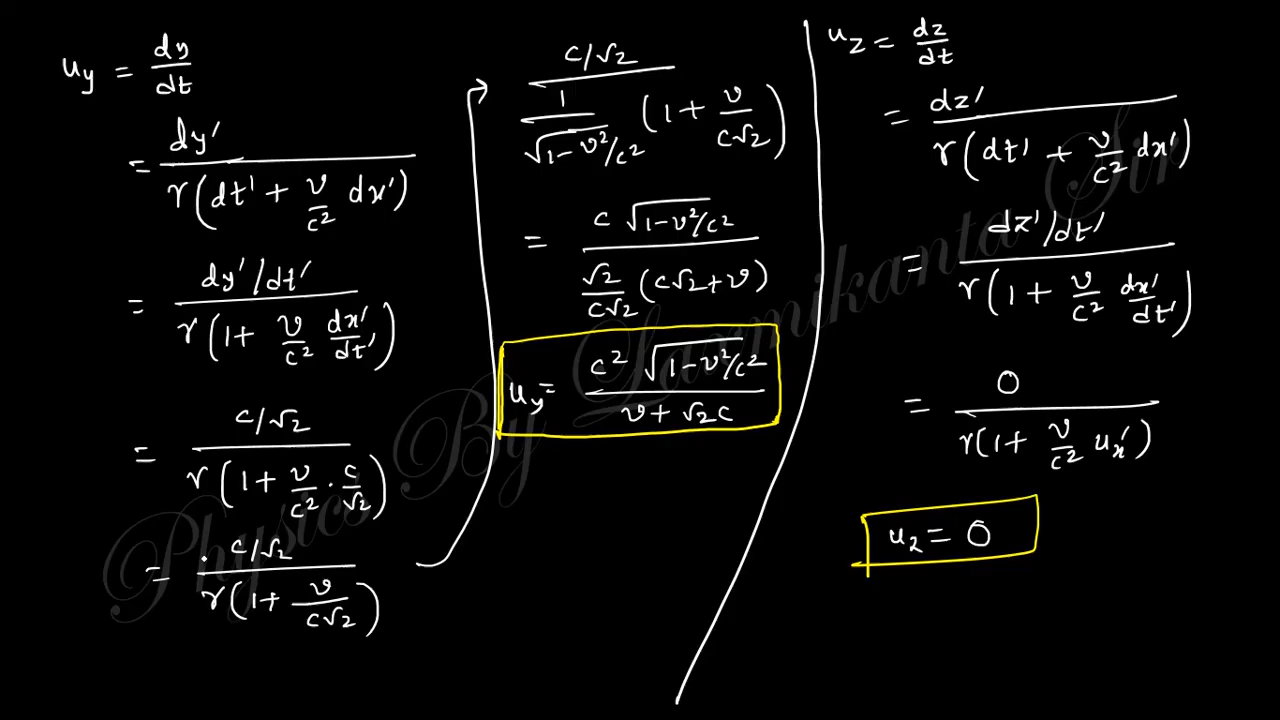 u_y = dy/dt
= dy′ / γ(dt′ + v/c² dx′)
= dy′/dt′ / γ(1 + v/c² dx′/dt′)
= c/√2 / γ(1 + v/c² · c/√2)
= c/√2 / γ(1 + v/c√2)
c/√2 / 1/√1−v²/c² (1 + v/c√2)
= c √1−v²/c² / √2/c√2 (c√2+v)
u_y = c² √1−v²/c² / v + √2c
u_z = dz/dt
= dz′ / γ(dt′ + v/c² dx′)
= dz′/dt′ / γ(1 + v/c² dx′/dt′)
= 0 / γ(1 + v/c² u_x′)
u_z = 0
Physics By Laxmikanta Sir